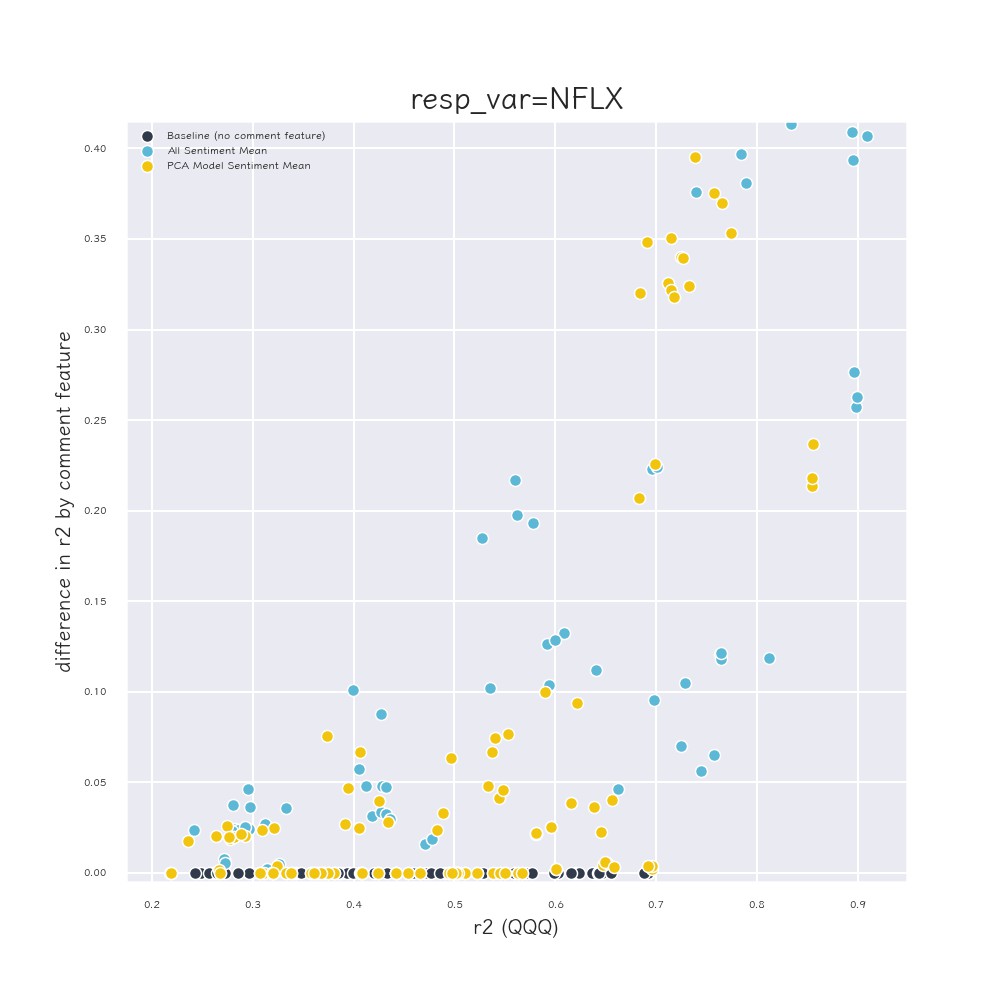 resp_var=NFLX
Baseline (no comment feature)
All Sentiment Mean
PCA Model Sentiment Mean
0.40
0.35
0.30
0.25
0.20
0.15
0.10
0.05
0.00
difference in r2 by comment feature
0.2 0.3 0.4 0.5 0.6 0.7 0.8 0.9
r2 (QQQ)